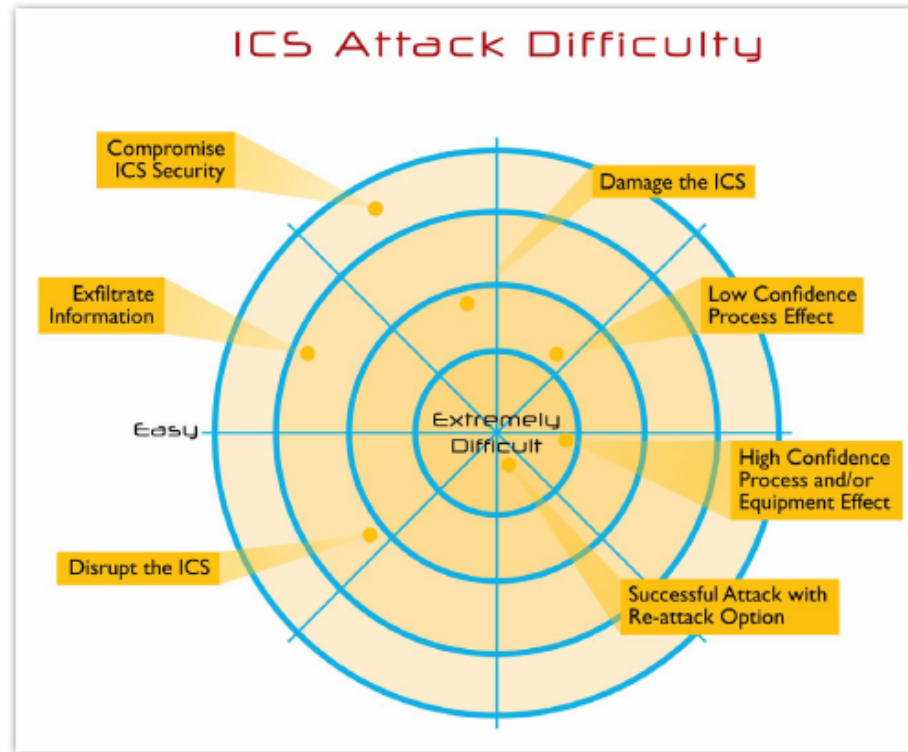 ICS Attack Difficulty
Compromise
ICS Security
Damage the ICS
Exfiltrate
Information
Low Confidence
Process Effect
Easy
Extremely
Difficult
High Confidence
Process and/or
Equipment Effect
Disrupt the ICS
Successful Attack with
Re-attack Option